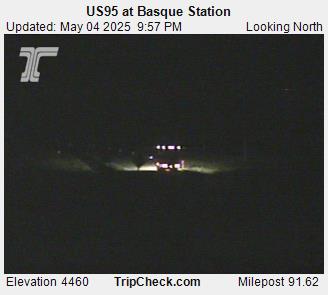 US95 at Basque Station
Updated: May 04 2025  9:57 PM
Looking North
Elevation 4460
TripCheck.com
Milepost 91.62